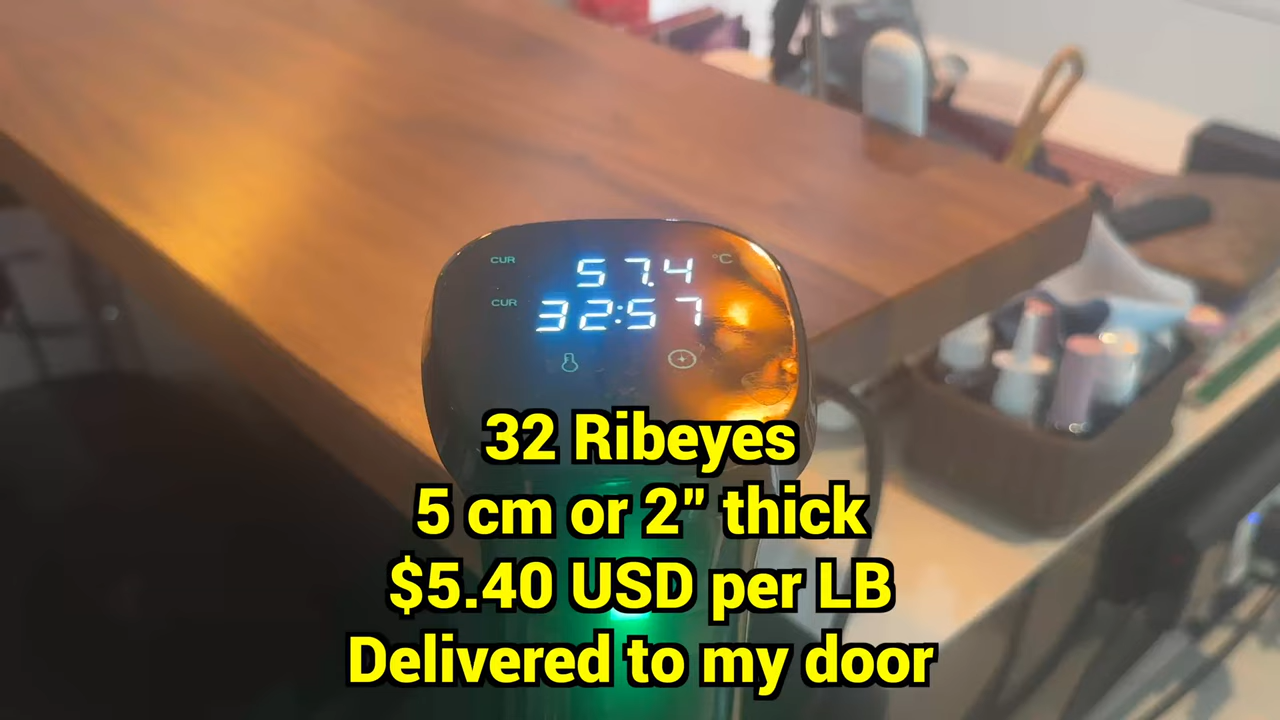 CUR 57.4 °C
CUR 32:57
32 Ribeyes
5 cm or 2" thick
$5.40 USD per LB
Delivered to my door